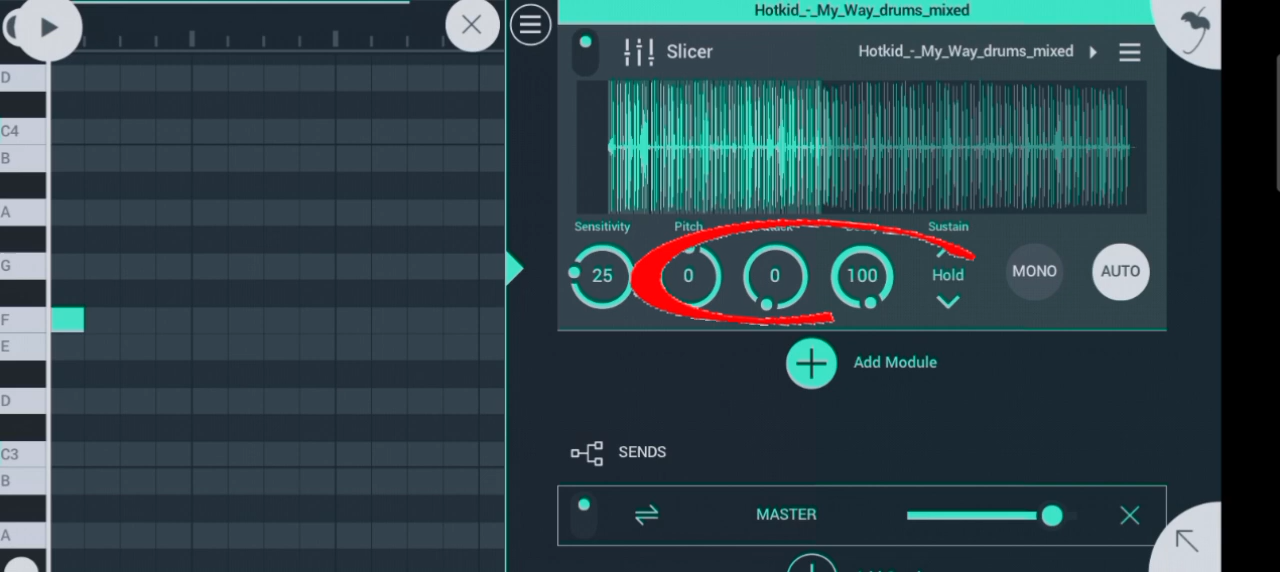 Hotkid_-_My_Way_drums_mixed
Slicer
Hotkid_-_My_Way_drums_mixed
Sensitivity
Pitch
Sustain
25
0
0
100
Hold
MONO
AUTO
Add Module
SENDS
MASTER
D
C4
B
A
G
F
E
D
C3
B
A